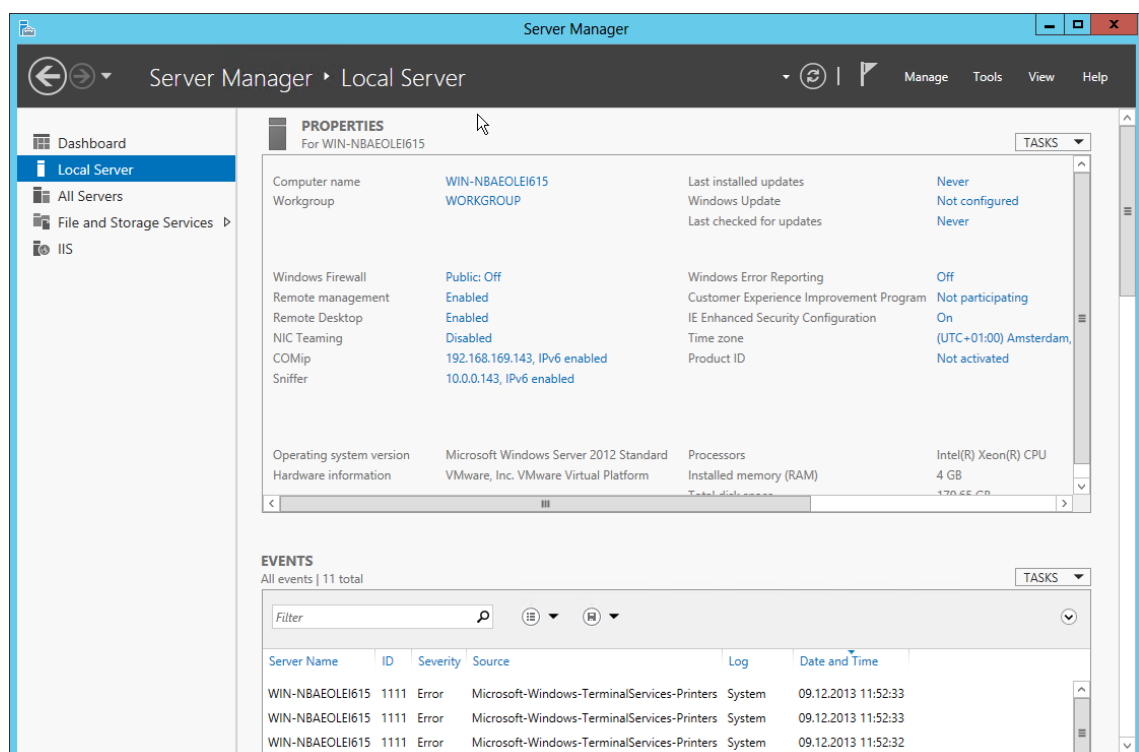 Server Manager
Server Manager ‣ Local Server
Manage Tools View Help
Dashboard
Local Server
All Servers
File and Storage Services
IIS
PROPERTIES
For WIN-NBAEOLEI615
TASKS
Computer name WIN-NBAEOLEI615 Last installed updates Never
Workgroup WORKGROUP Windows Update Not configured
Last checked for updates Never
Windows Firewall Public: Off Windows Error Reporting Off
Remote management Enabled Customer Experience Improvement Program Not participating
Remote Desktop Enabled IE Enhanced Security Configuration On
NIC Teaming Disabled Time zone (UTC+01:00) Amsterdam,
COMip 192.168.169.143, IPv6 enabled Product ID Not activated
Sniffer 10.0.0.143, IPv6 enabled
Operating system version Microsoft Windows Server 2012 Standard Processors Intel(R) Xeon(R) CPU
Hardware information VMware, Inc. VMware Virtual Platform Installed memory (RAM) 4 GB
Total disk space 179.65 GB
EVENTS
All events | 11 total
TASKS
Filter
Server Name ID Severity Source Log Date and Time
WIN-NBAEOLEI615 1111 Error Microsoft-Windows-TerminalServices-Printers System 09.12.2013 11:52:33
WIN-NBAEOLEI615 1111 Error Microsoft-Windows-TerminalServices-Printers System 09.12.2013 11:52:33
WIN-NBAEOLEI615 1111 Error Microsoft-Windows-TerminalServices-Printers System 09.12.2013 11:52:32